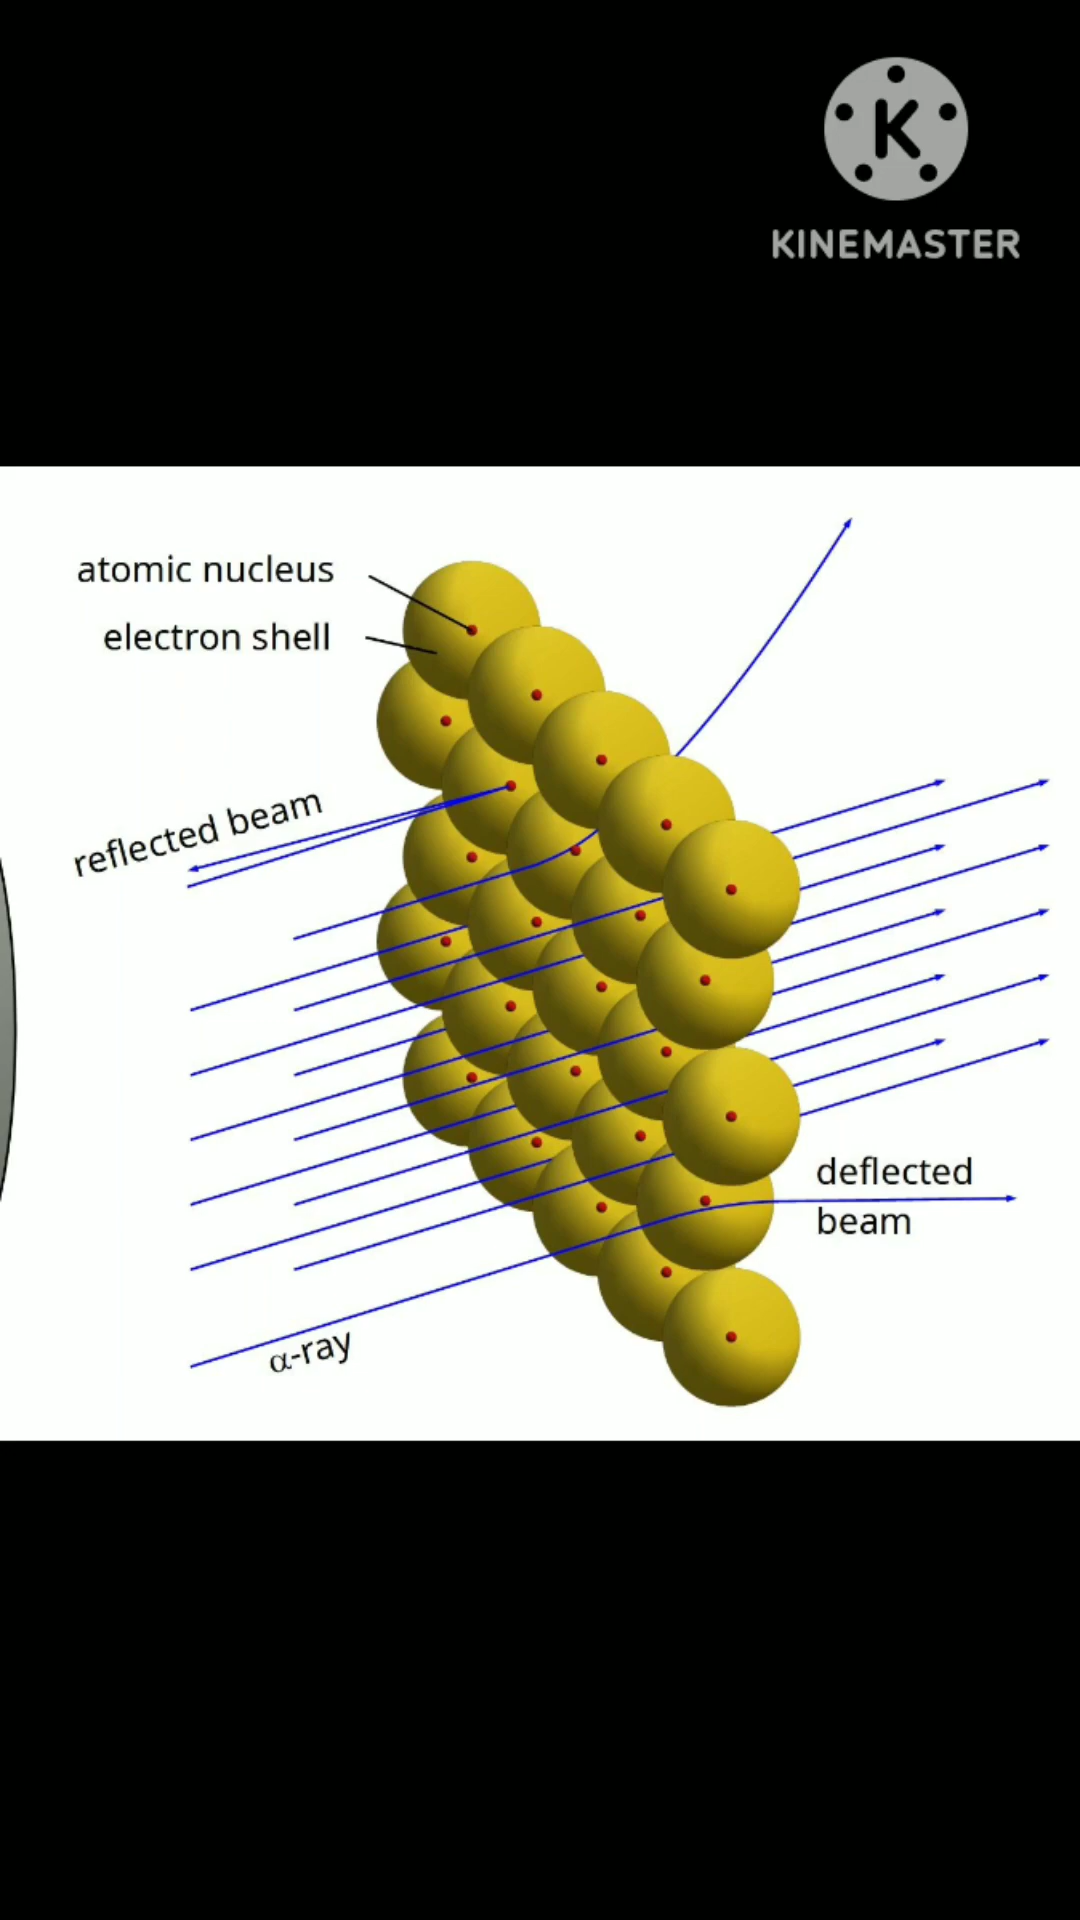 K
KINEMASTER
atomic nucleus
electron shell
reflected beam
deflected
beam
α-ray